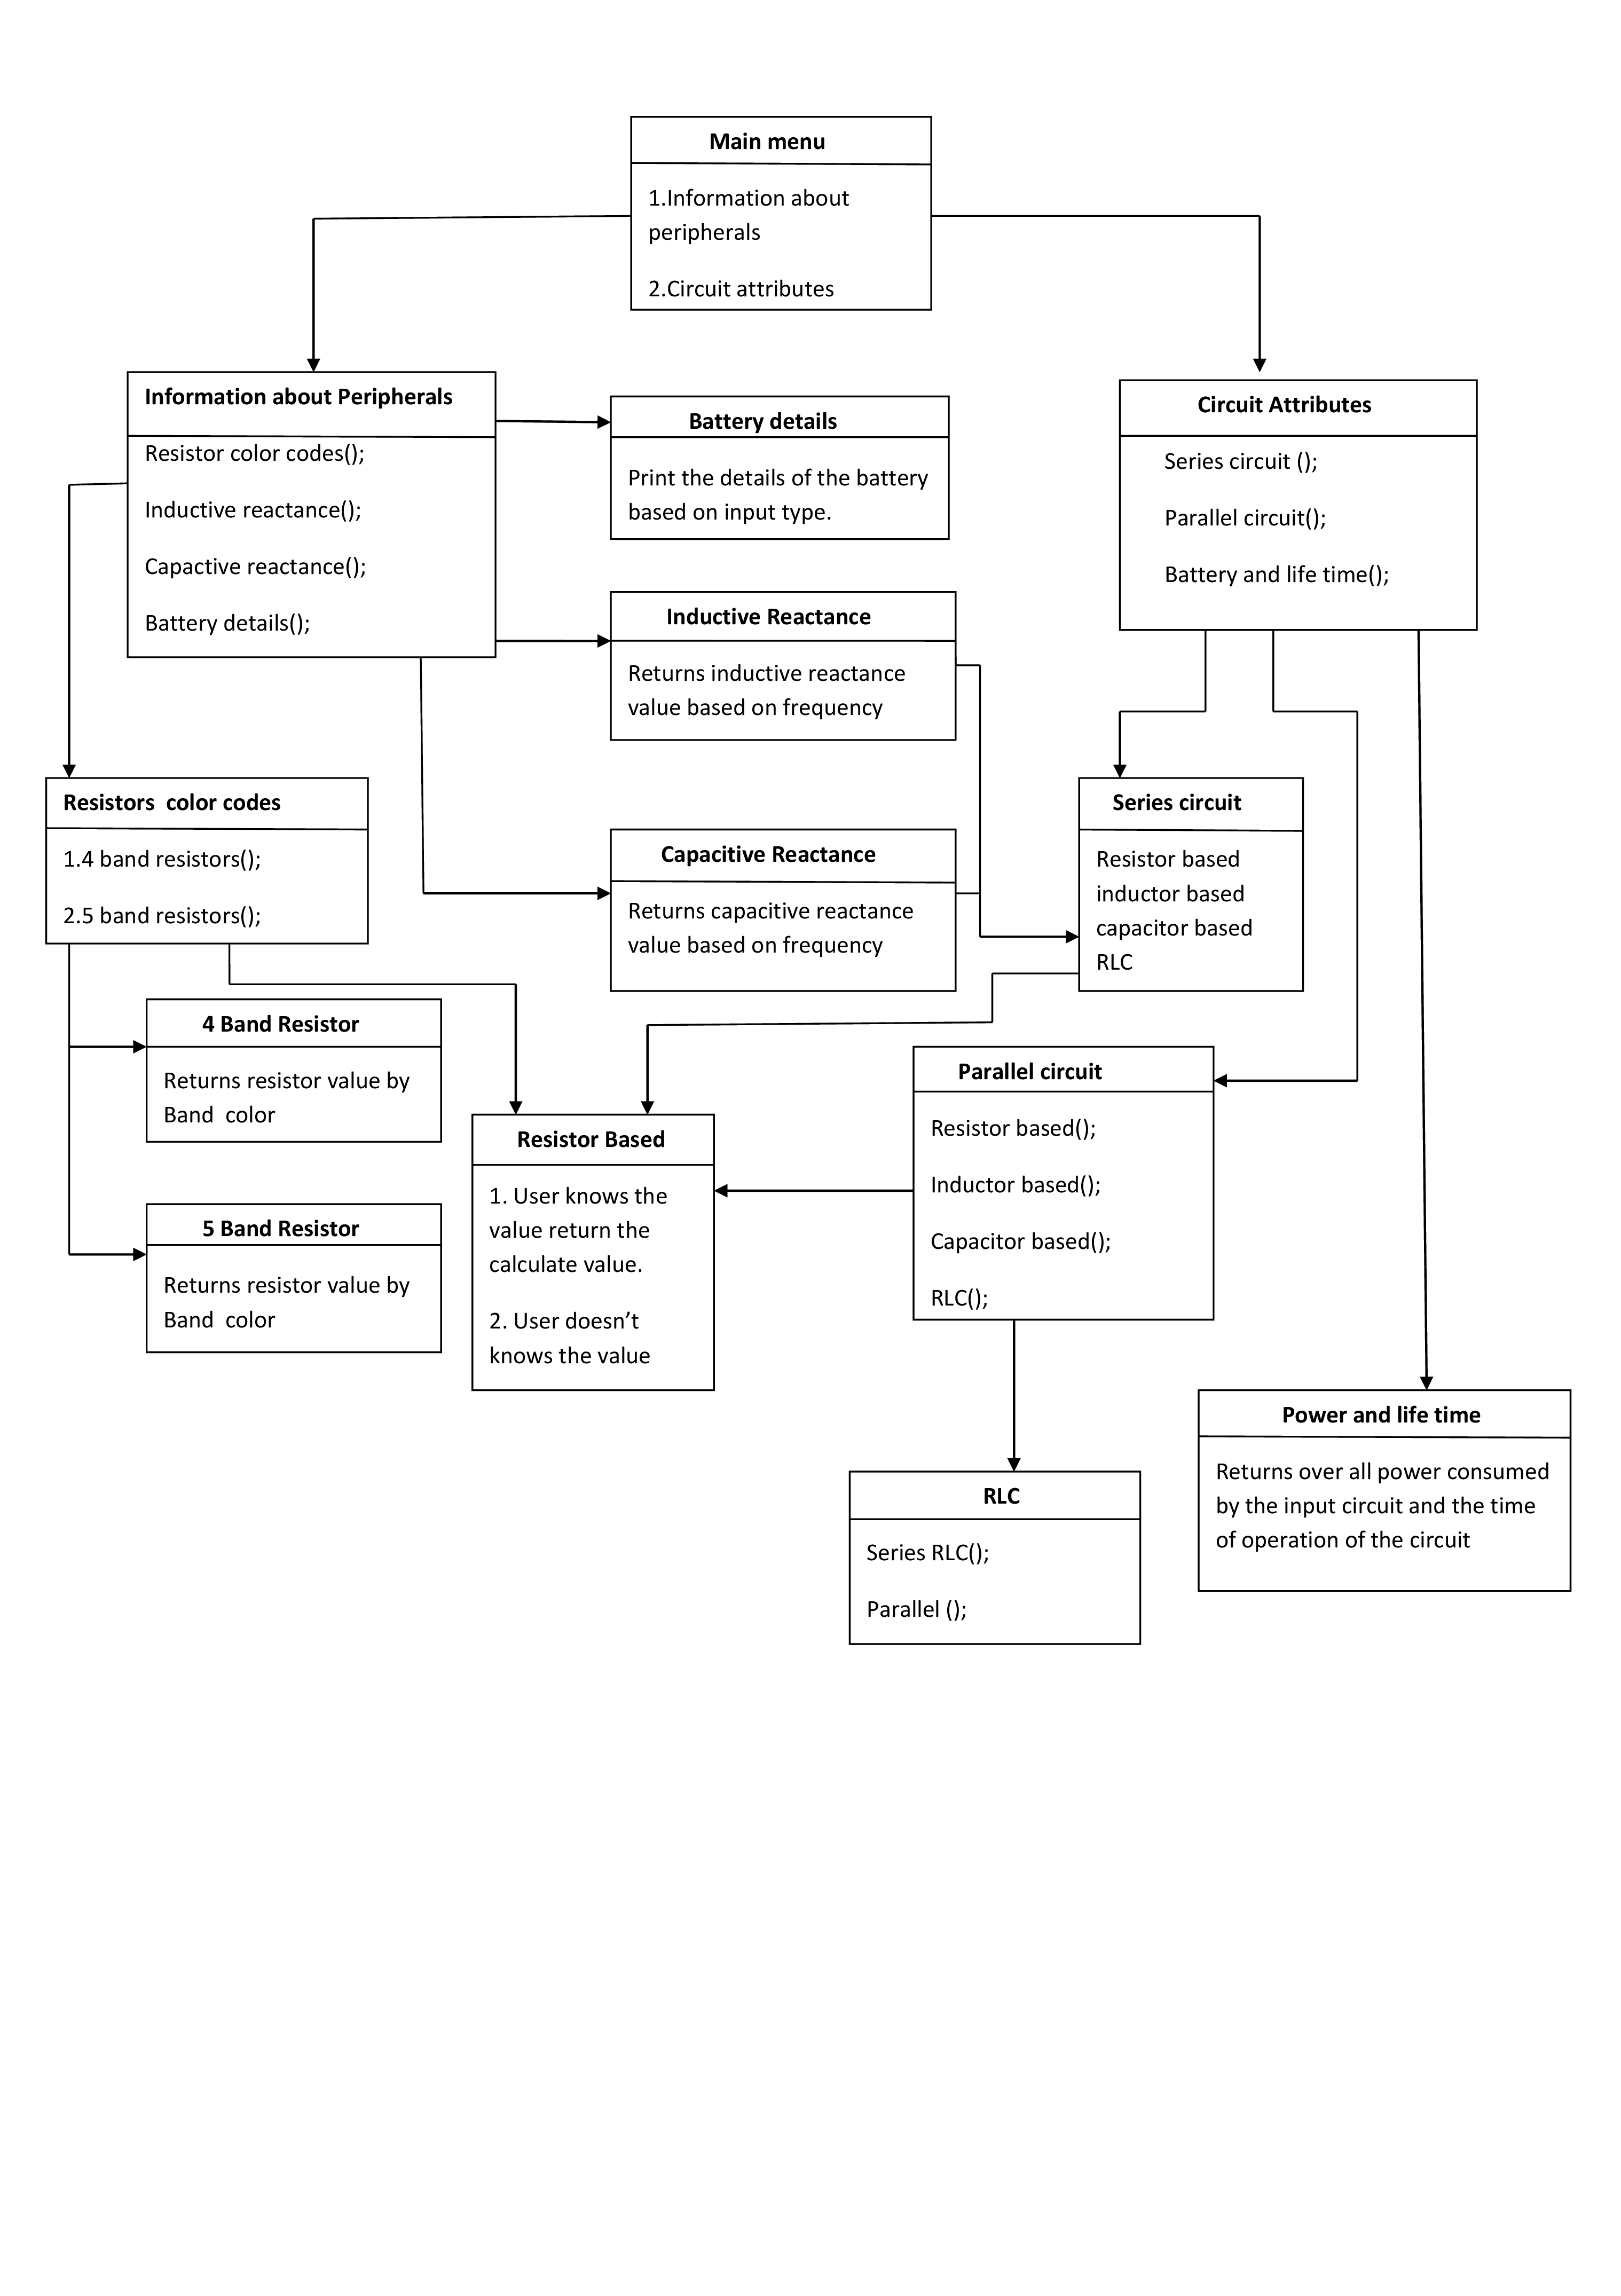 Main menu
1.Information about
peripherals
2.Circuit attributes
Information about Peripherals
Resistor color codes();
Inductive reactance();
Capactive reactance();
Battery details();
Battery details
Print the details of the battery
based on input type.
Circuit Attributes
Series circuit ();
Parallel circuit();
Battery and life time();
Inductive Reactance
Returns inductive reactance
value based on frequency
Resistors  color codes
1.4 band resistors();
2.5 band resistors();
Capacitive Reactance
Returns capacitive reactance
value based on frequency
Series circuit
Resistor based
inductor based
capacitor based
RLC
4 Band Resistor
Returns resistor value by
Band  color
5 Band Resistor
Returns resistor value by
Band  color
Resistor Based
1. User knows the
value return the
calculate value.
2. User doesn’t
knows the value
Parallel circuit
Resistor based();
Inductor based();
Capacitor based();
RLC();
Power and life time
Returns over all power consumed
by the input circuit and the time
of operation of the circuit
RLC
Series RLC();
Parallel ();